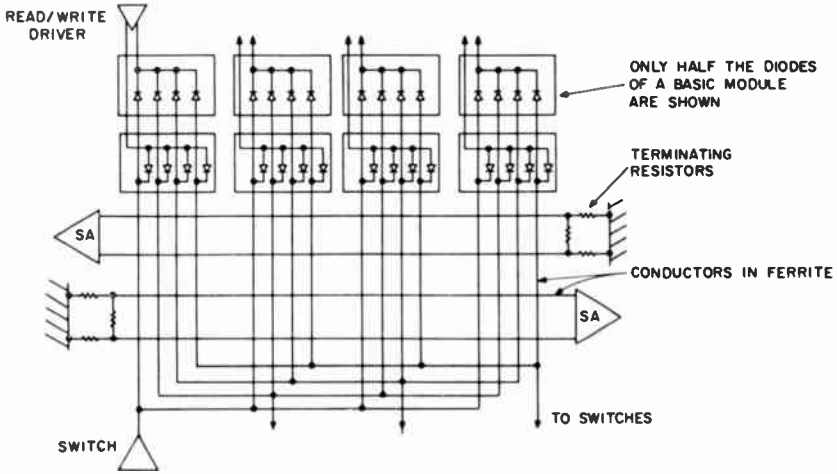 READ/WRITE
DRIVER
ONLY HALF THE DIODES
OF A BASIC MODULE
ARE SHOWN
TERMINATING
RESISTORS
SA
CONDUCTORS IN FERRITE
SA
TO SWITCHES
SWITCH